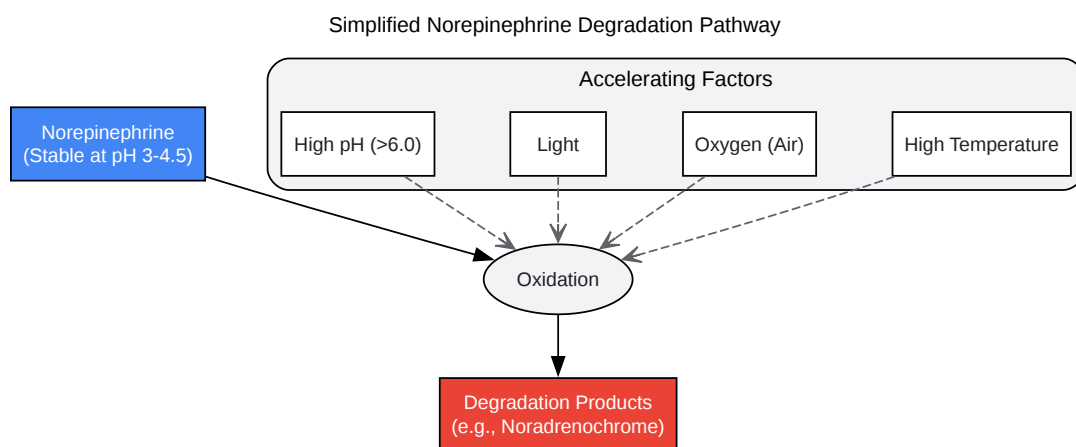 Simplified Norepinephrine Degradation Pathway
Accelerating Factors
Norepinephrine
(Stable at pH 3-4.5)
High pH (>6.0)
Light
Oxygen (Air)
High Temperature
Oxidation
Degradation Products
(e.g., Noradrenochrome)